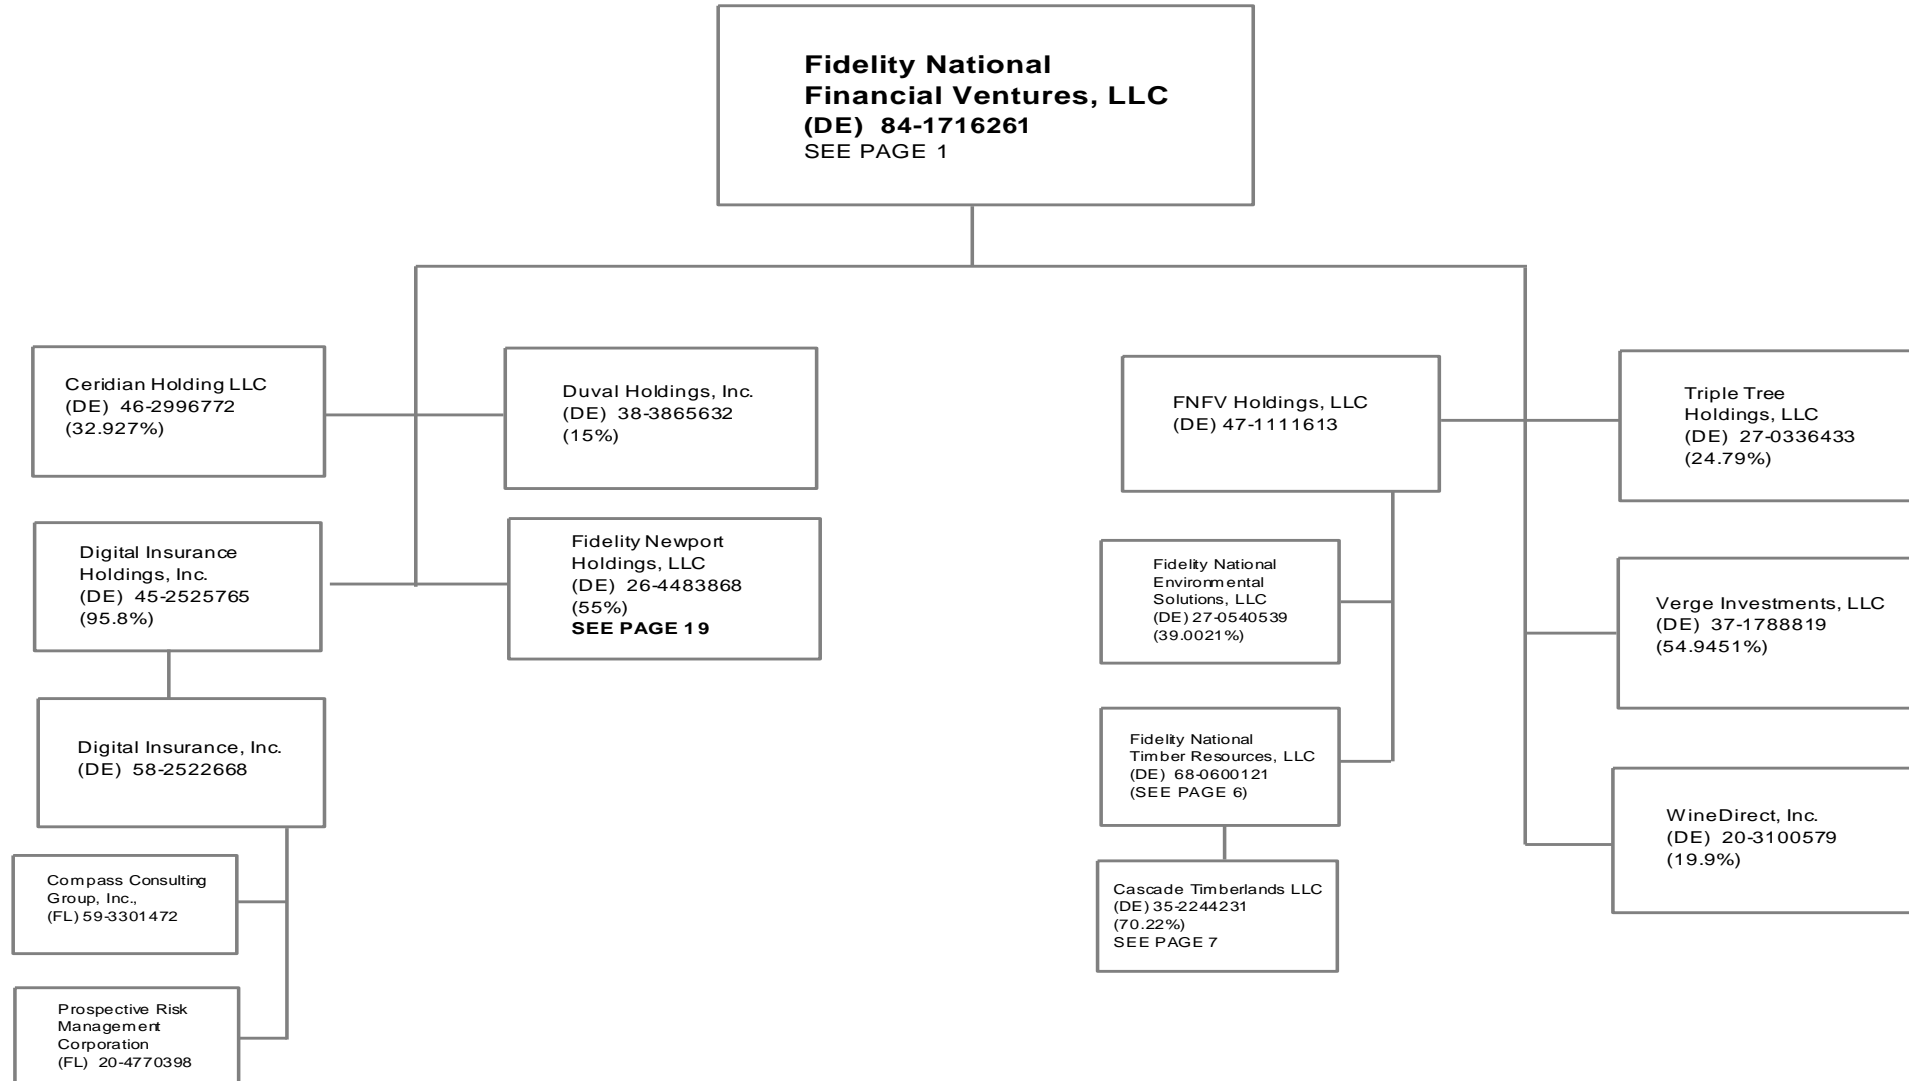 Fidelity National
Financial Ventures, LLC
(DE) 84-1716261
SEE PAGE 1
Ceridian Holding LLC
(DE) 46-2996772
(32.927%)
Duval Holdings, Inc.
(DE) 38-3865632
(15%)
Digital Insurance
Holdings, Inc.
(DE) 45-2525765
(95.8%)
Fidelity Newport
Holdings, LLC
(DE) 26-4483868
(55%)
SEE PAGE 19
Digital Insurance, Inc.
(DE) 58-2522668
Compass Consulting
Group, Inc.,
(FL) 59-3301472
Prospective Risk
Management
Corporation
(FL) 20-4770398
FNFV Holdings, LLC
(DE) 47-1111613
Fidelity National
Environmental
Solutions, LLC
(DE) 27-0540539
(39.0021%)
Fidelity National
Timber Resources, LLC
(DE) 68-0600121
(SEE PAGE 6)
Cascade Timberlands LLC
(DE) 35-2244231
(70.22%)
SEE PAGE 7
Triple Tree
Holdings, LLC
(DE) 27-0336433
(24.79%)
Verge Investments, LLC
(DE) 37-1788819
(54.9451%)
WineDirect, Inc.
(DE) 20-3100579
(19.9%)